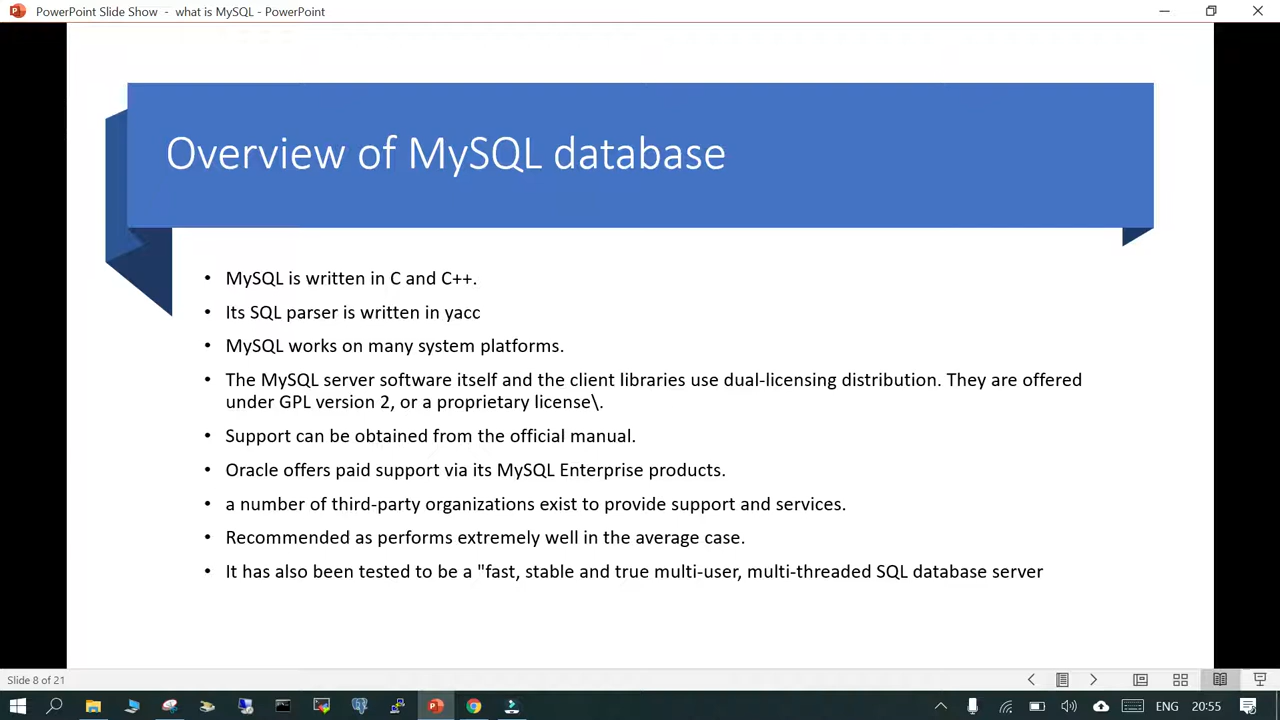 PowerPoint Slide Show - what is MySQL - PowerPoint
Overview of MySQL database
• MySQL is written in C and C++.
• Its SQL parser is written in yacc
• MySQL works on many system platforms.
• The MySQL server software itself and the client libraries use dual-licensing distribution. They are offered
under GPL version 2, or a proprietary license\.
• Support can be obtained from the official manual.
• Oracle offers paid support via its MySQL Enterprise products.
• a number of third-party organizations exist to provide support and services.
• Recommended as performs extremely well in the average case.
• It has also been tested to be a "fast, stable and true multi-user, multi-threaded SQL database server
Slide 8 of 21
ENG 20:55